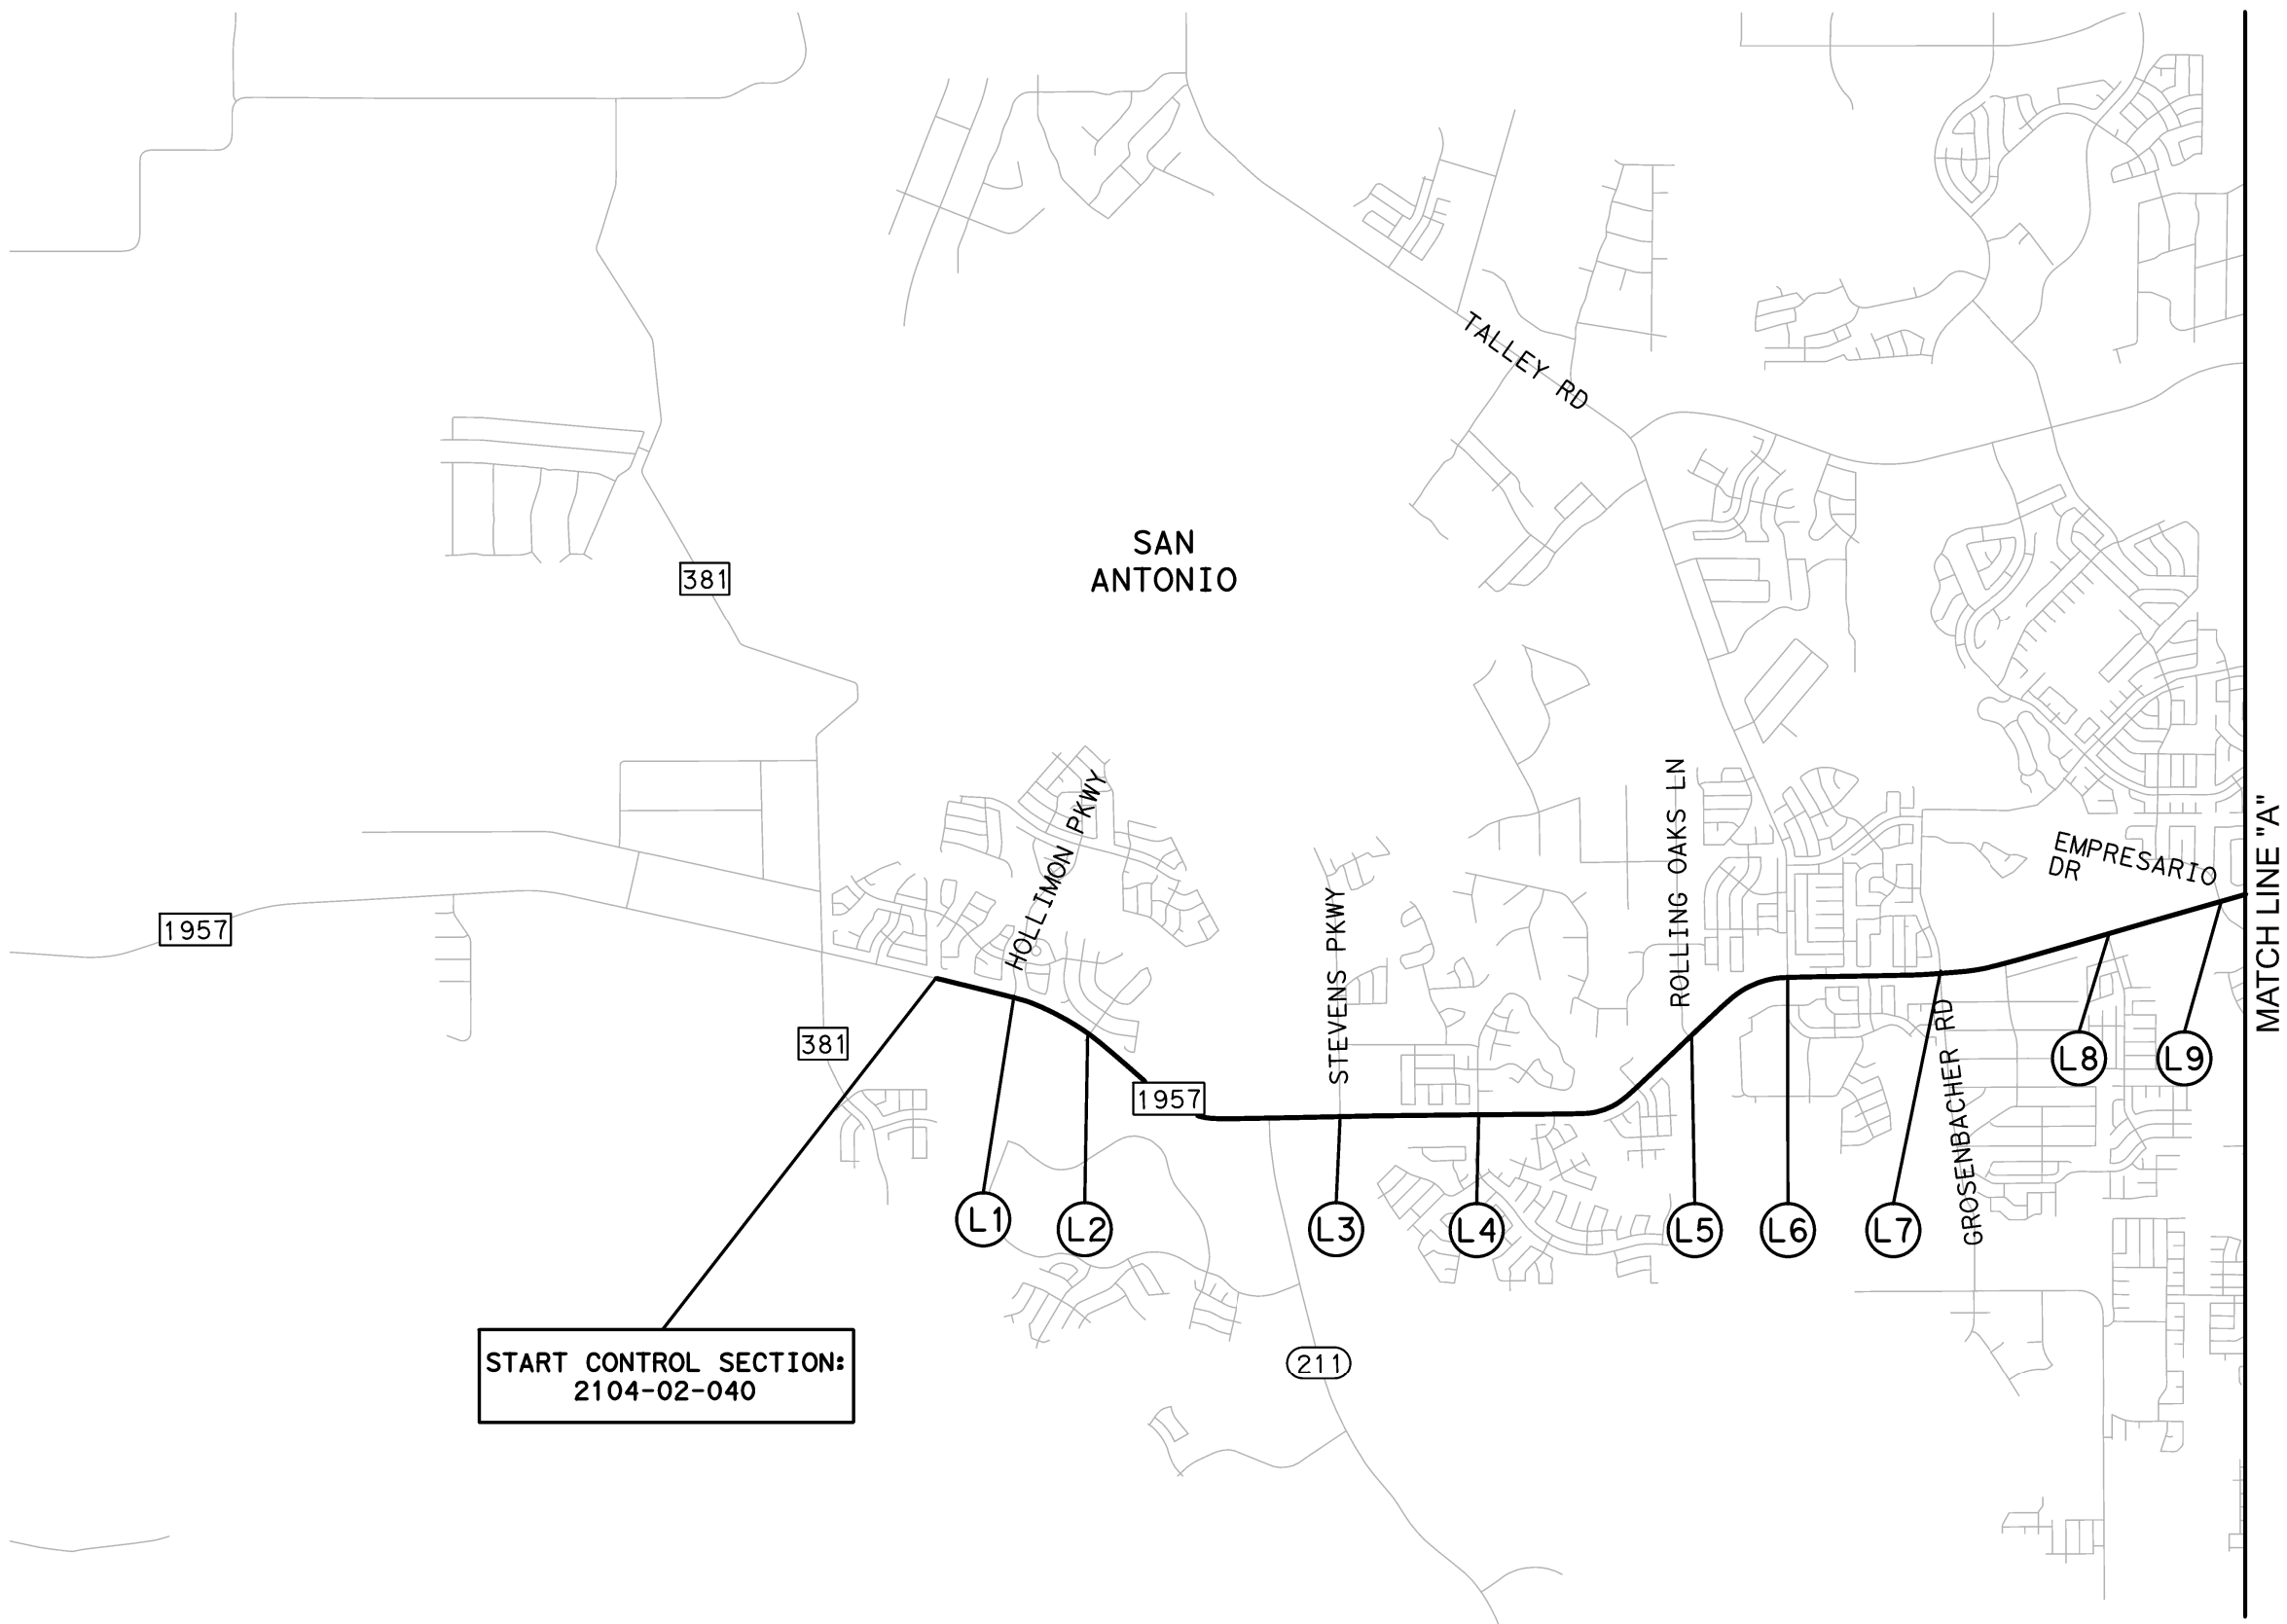 TALLEY RD
SAN
ANTONIO
381
HOLLIMON PKWY
ROLLING OAKS LN
EMPRESARIO
DR
MATCH LINE "A"
STEVENS PKWY
1957
381
1957
GROSENBACHER RD
L8
L9
L1
L2
L3
L4
L5
L6
L7
START CONTROL SECTION:
2104-02-040
211